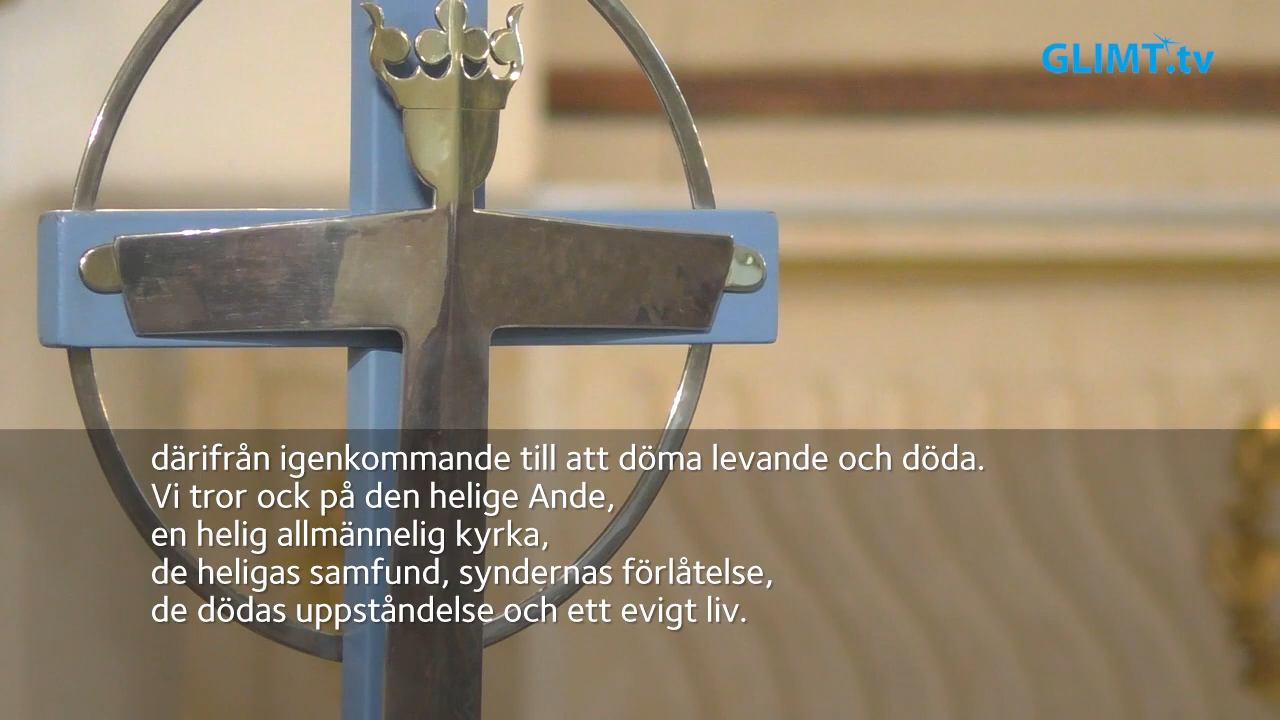 GLIMT.tv
därifrån igenkommande till att döma levande och döda.
Vi tror ock på den helige Ande,
en helig allmännelig kyrka,
de heligas samfund, syndernas förlåtelse,
de dödas uppståndelse och ett evigt liv.